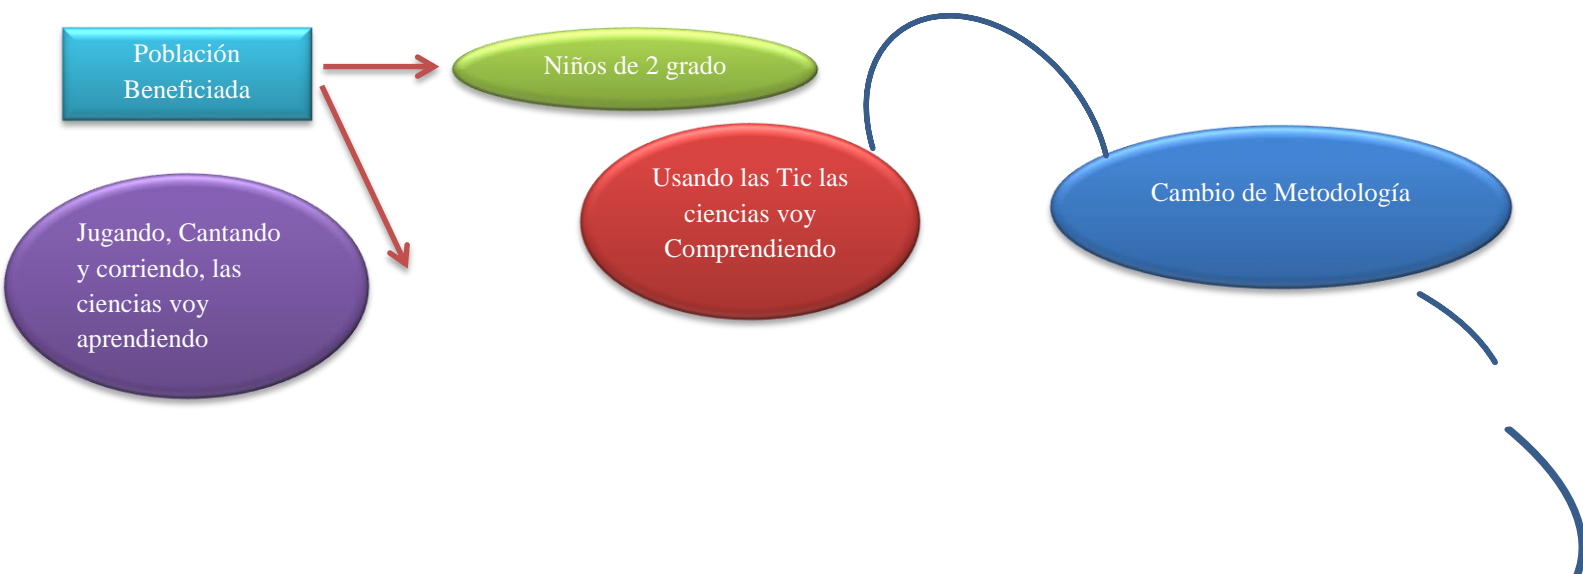 Población
Beneficiada
Niños de 2 grado
Usando las Tic las
ciencias voy
Comprendiendo
Cambio de Metodología
Jugando, Cantando
y corriendo, las
ciencias voy
aprendiendo